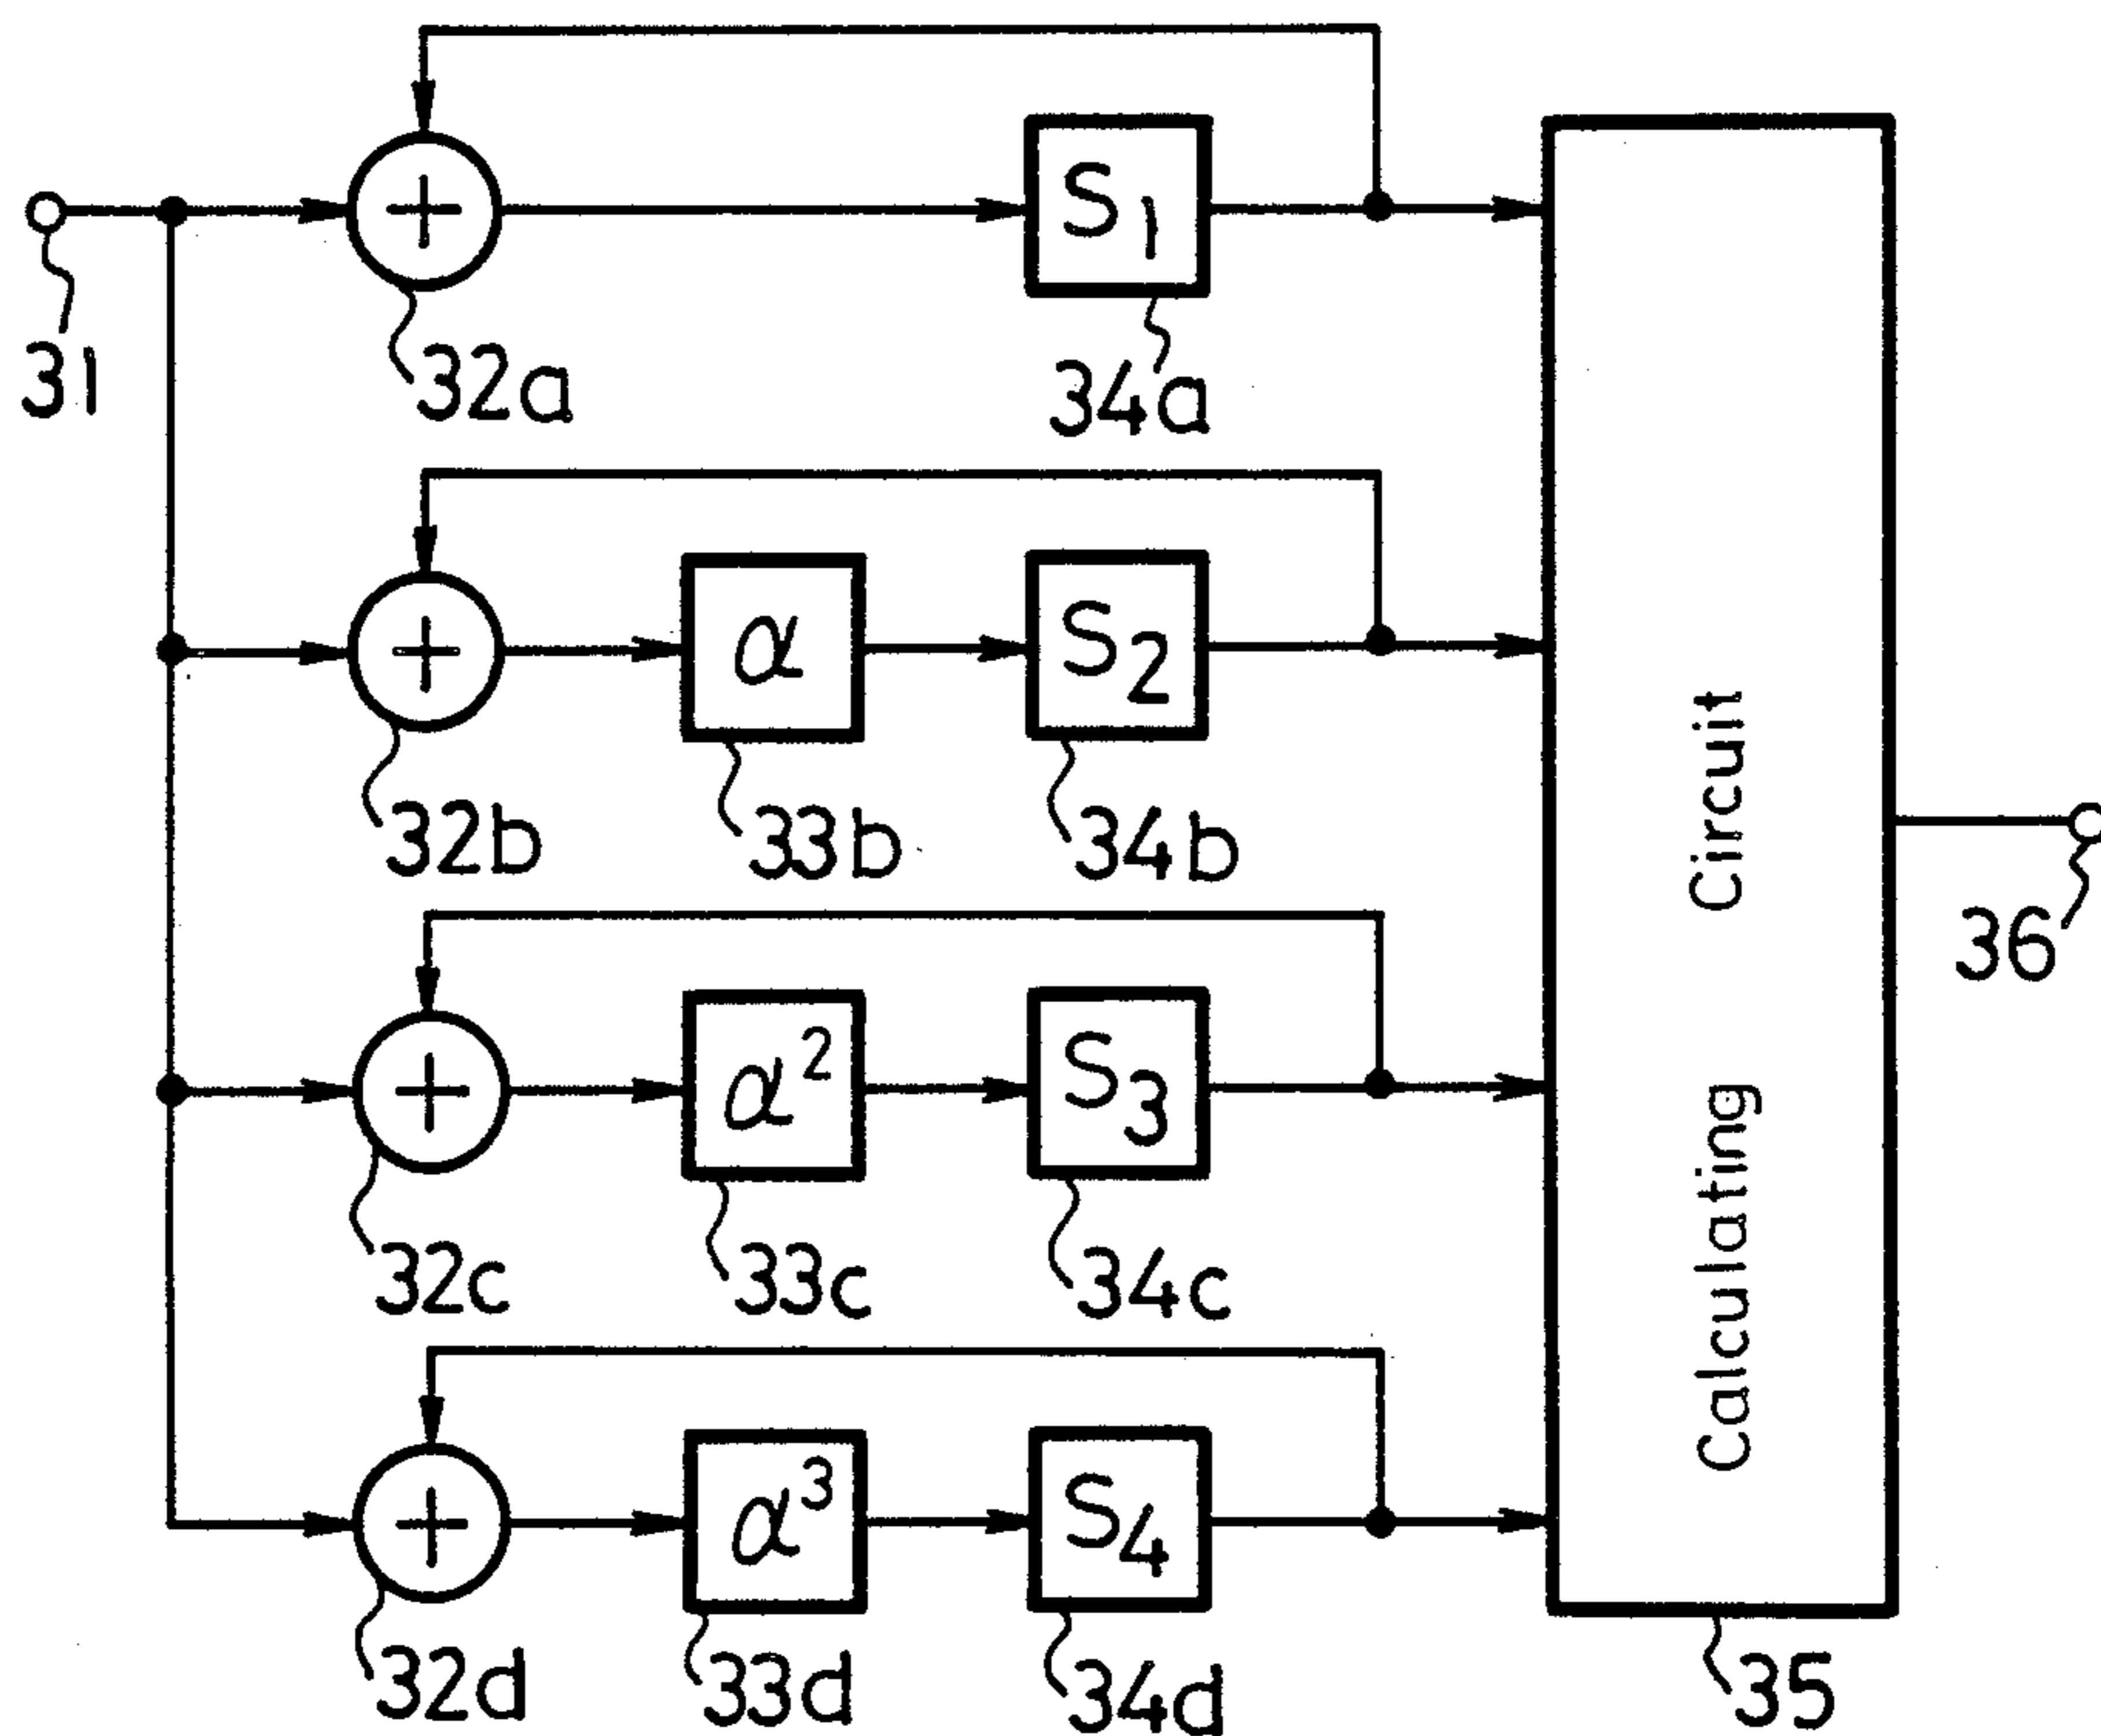 S1
31
32a
34a
α
S2
32b
33b
34b
α²
S3
32c
33c
34c
α³
S4
32d
33d
34d
Calculating Circuit
35
36